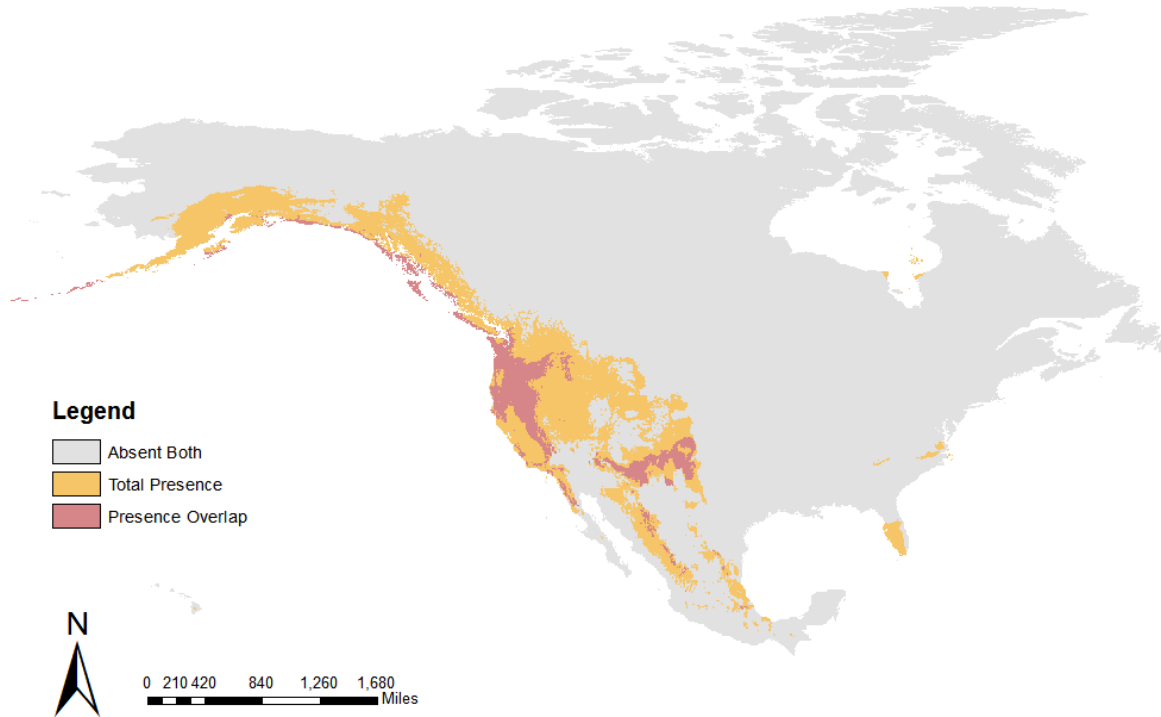 Legend
Absent Both
Total Presence
Presence Overlap
N
0 210 420 840 1,260 1,680
Miles